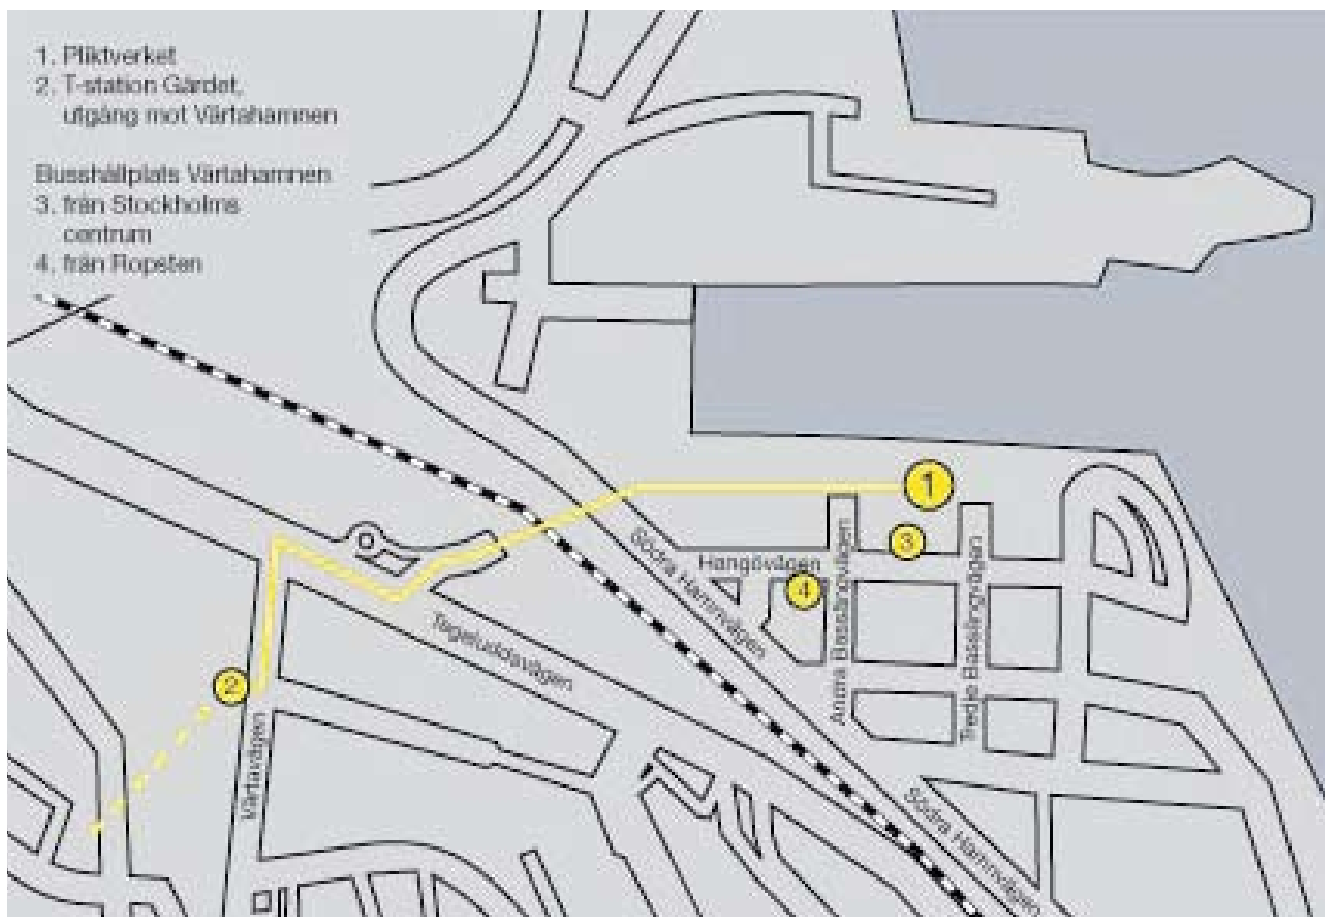 1. Pliktverket
2. T-station Gärdet,
utgång mot Värtahamnen
Busshållplats Värtahamnen
3. från Stockholms
centrum
4. från Ropsten
1
3
Södra Hamnvägen
Hangövägen
4
Andra Bassängvägen
Tredje Bassängvägen
Tegeluddsvägen
2
Värtavägen
Södra Hamnvägen